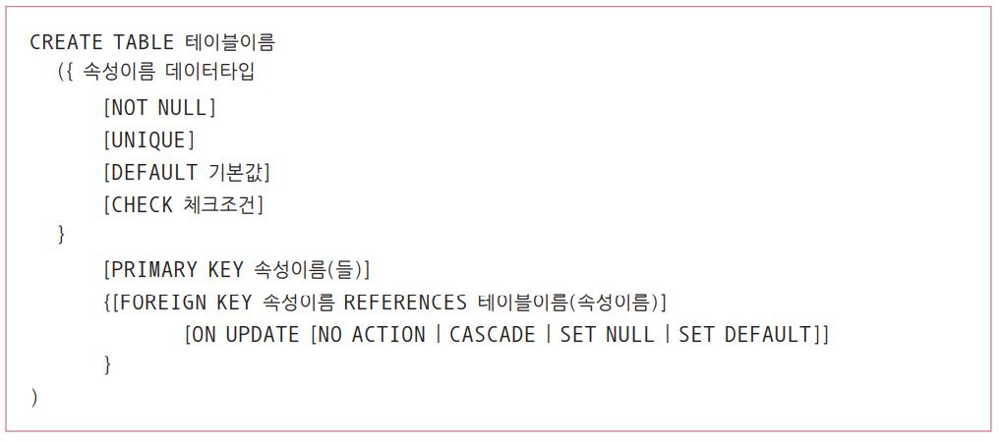 CREATE TABLE 테이블이름
({ 속성이름 데이터타입
[NOT NULL]
[UNIQUE]
[DEFAULT 기본값]
[CHECK 체크조건]
}
[PRIMARY KEY 속성이름(들)]
{[FOREIGN KEY 속성이름 REFERENCES 테이블이름(속성이름)]
[ON UPDATE [NO ACTION | CASCADE | SET NULL | SET DEFAULT]]
}
)